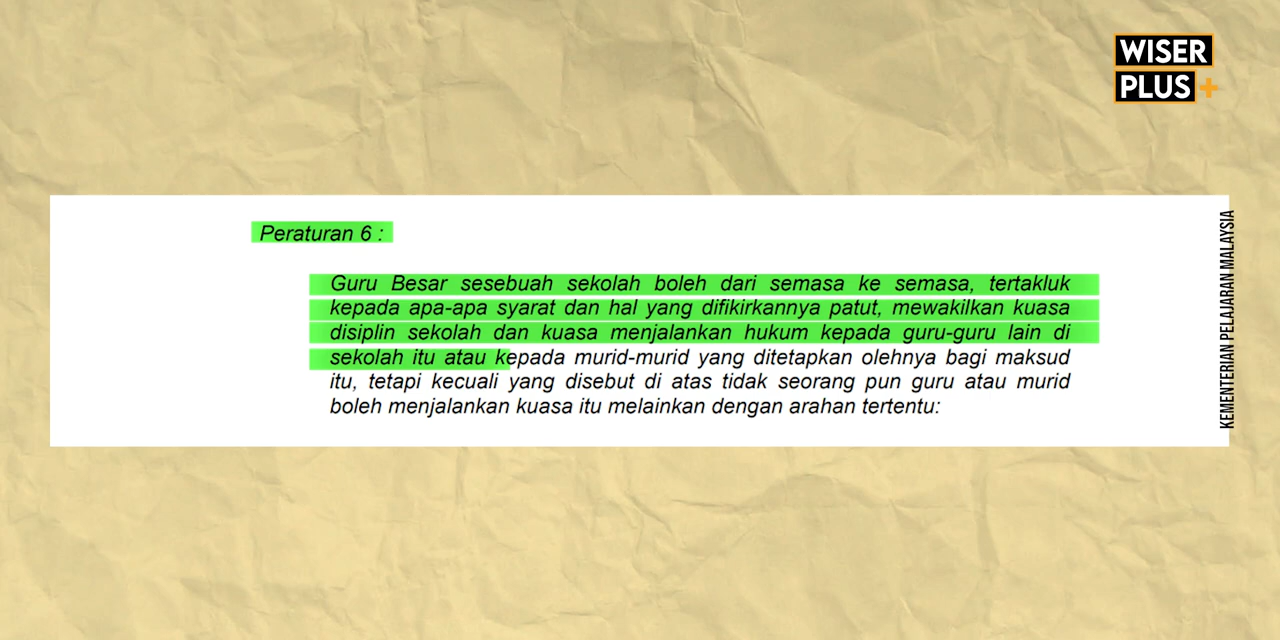 WISER
PLUS+
Peraturan 6 :
Guru Besar sesebuah sekolah boleh dari semasa ke semasa, tertakluk
kepada apa-apa syarat dan hal yang difikirkannya patut, mewakilkan kuasa
disiplin sekolah dan kuasa menjalankan hukum kepada guru-guru lain di
sekolah itu atau kepada murid-murid yang ditetapkan olehnya bagi maksud
itu, tetapi kecuali yang disebut di atas tidak seorang pun guru atau murid
boleh menjalankan kuasa itu melainkan dengan arahan tertentu:
KEMENTERIAN PELAJARAN MALAYSIA